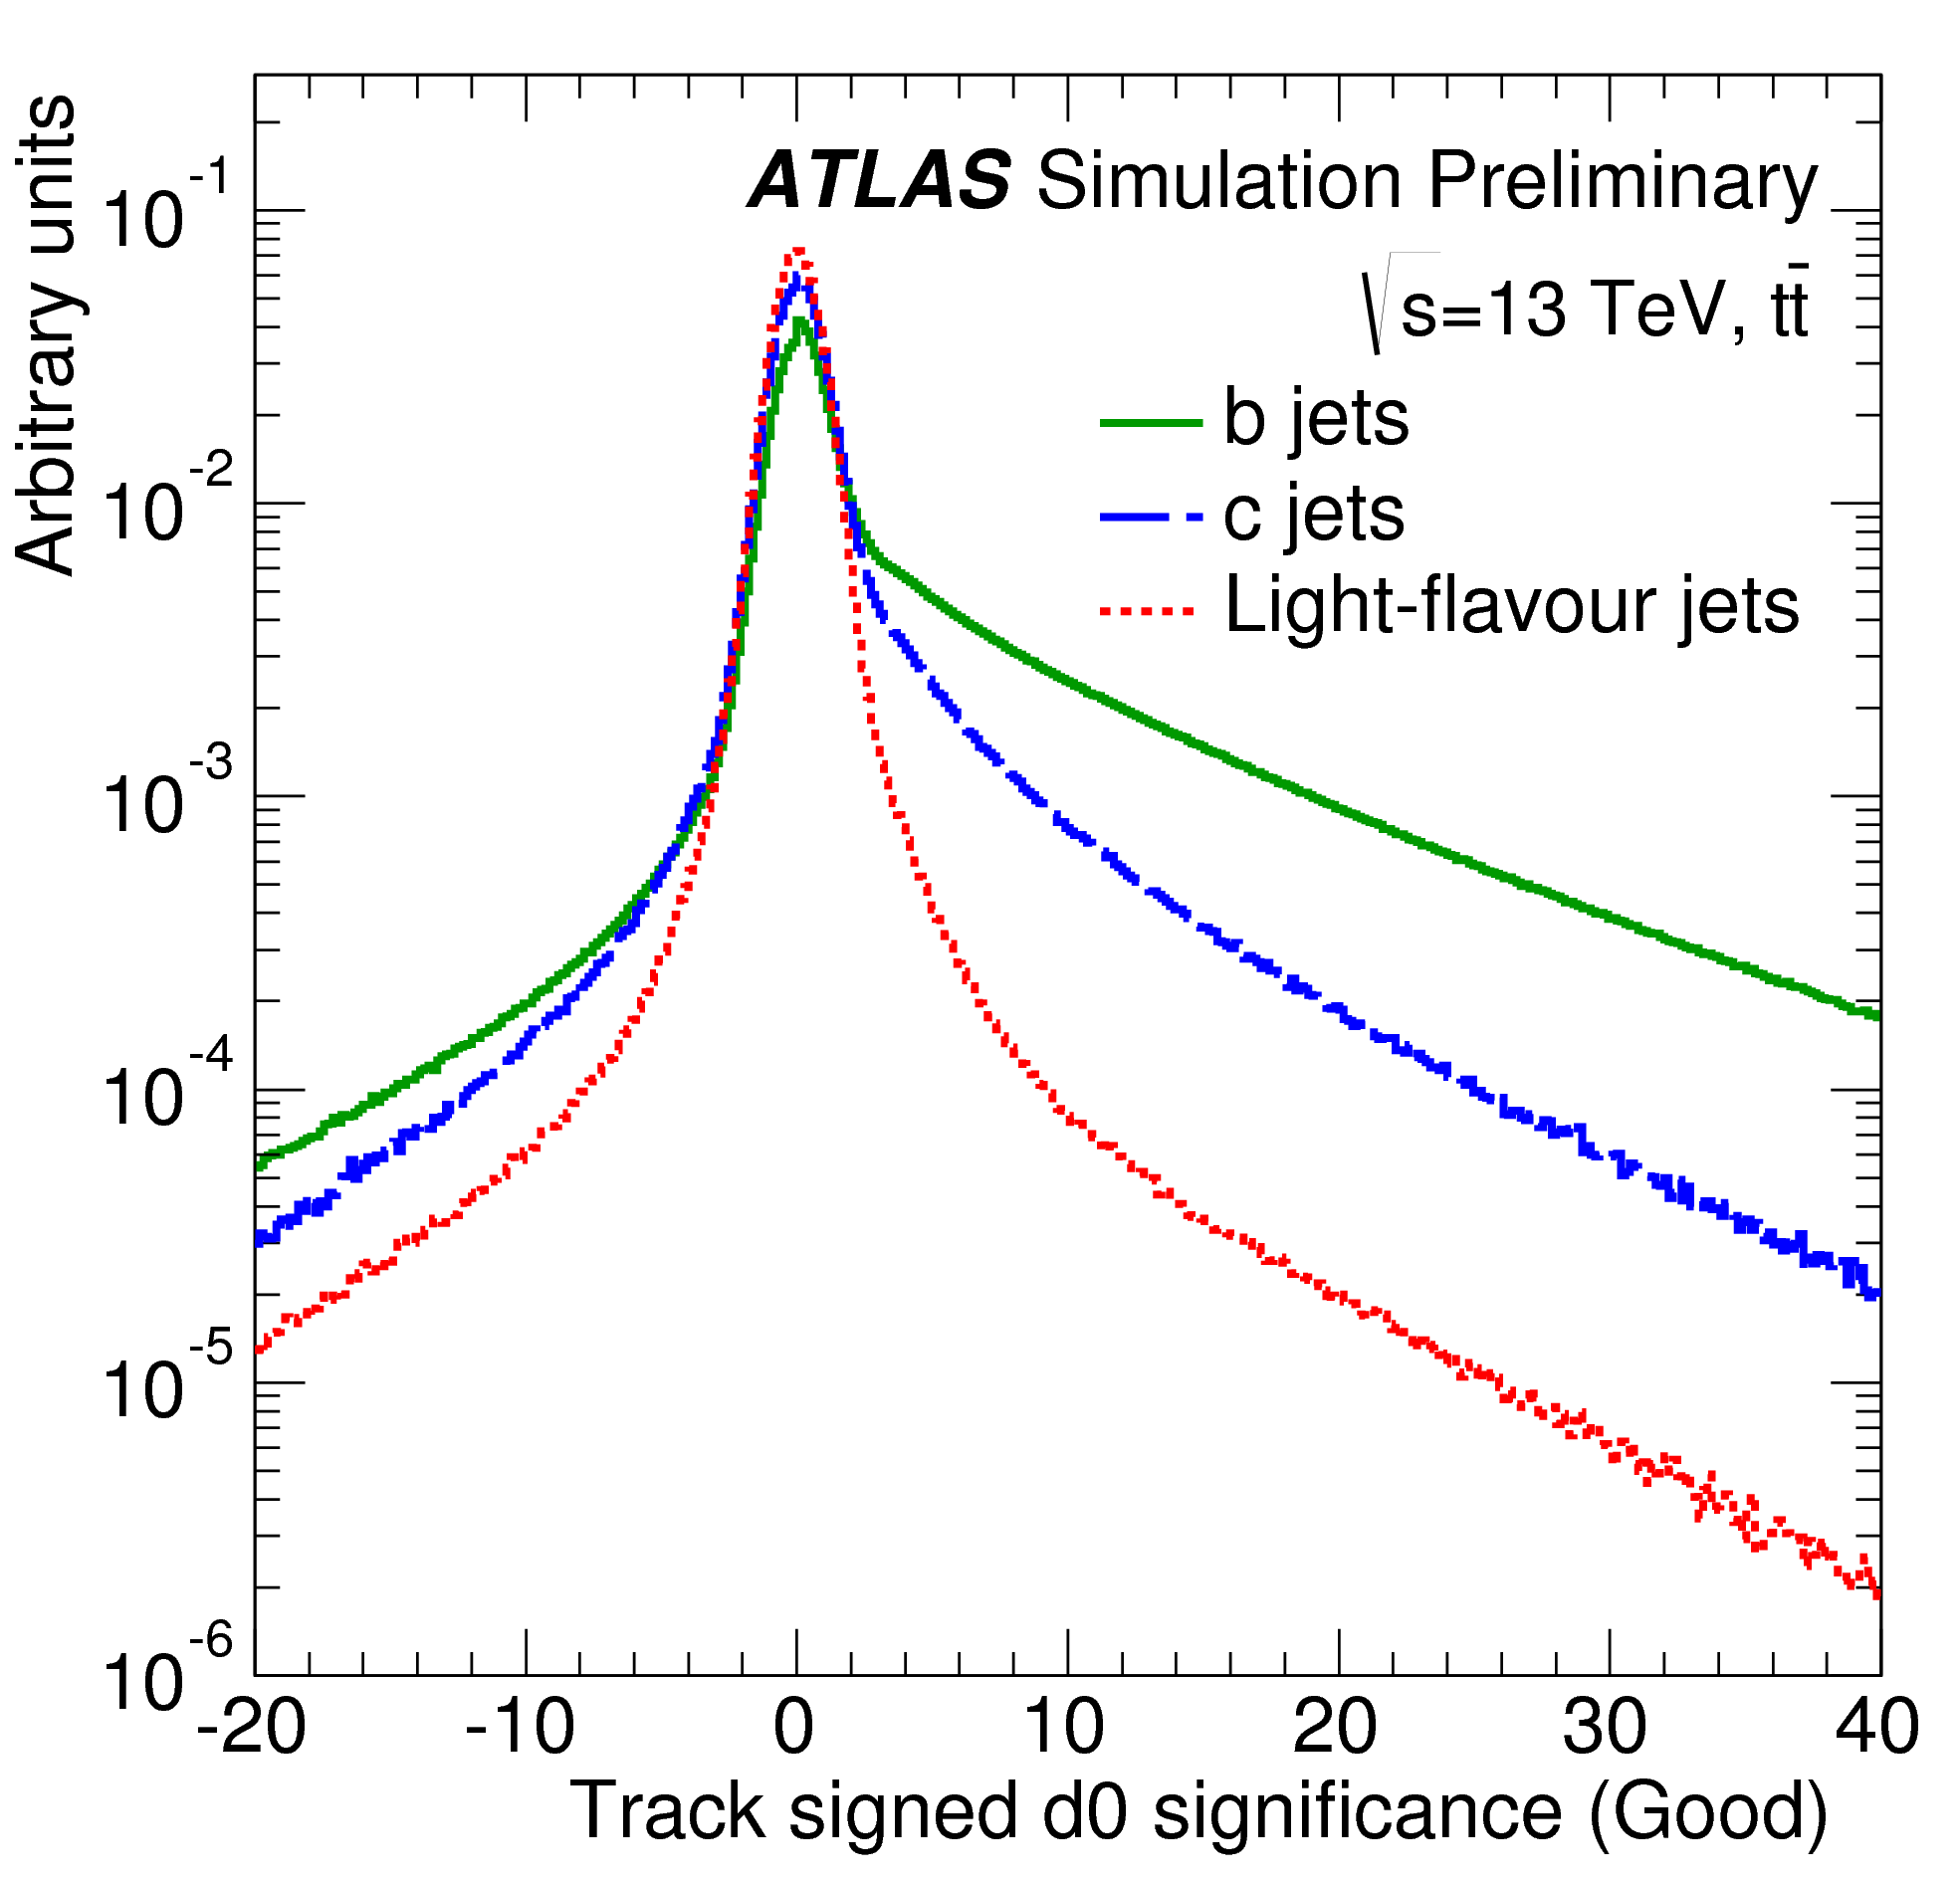 Arbitrary units
ATLAS Simulation Preliminary
√s=13 TeV, tt̄
b jets
c jets
Light-flavour jets
10^-1
10^-2
10^-3
10^-4
10^-5
10^-6
-20 -10 0 10 20 30 40
Track signed d0 significance (Good)